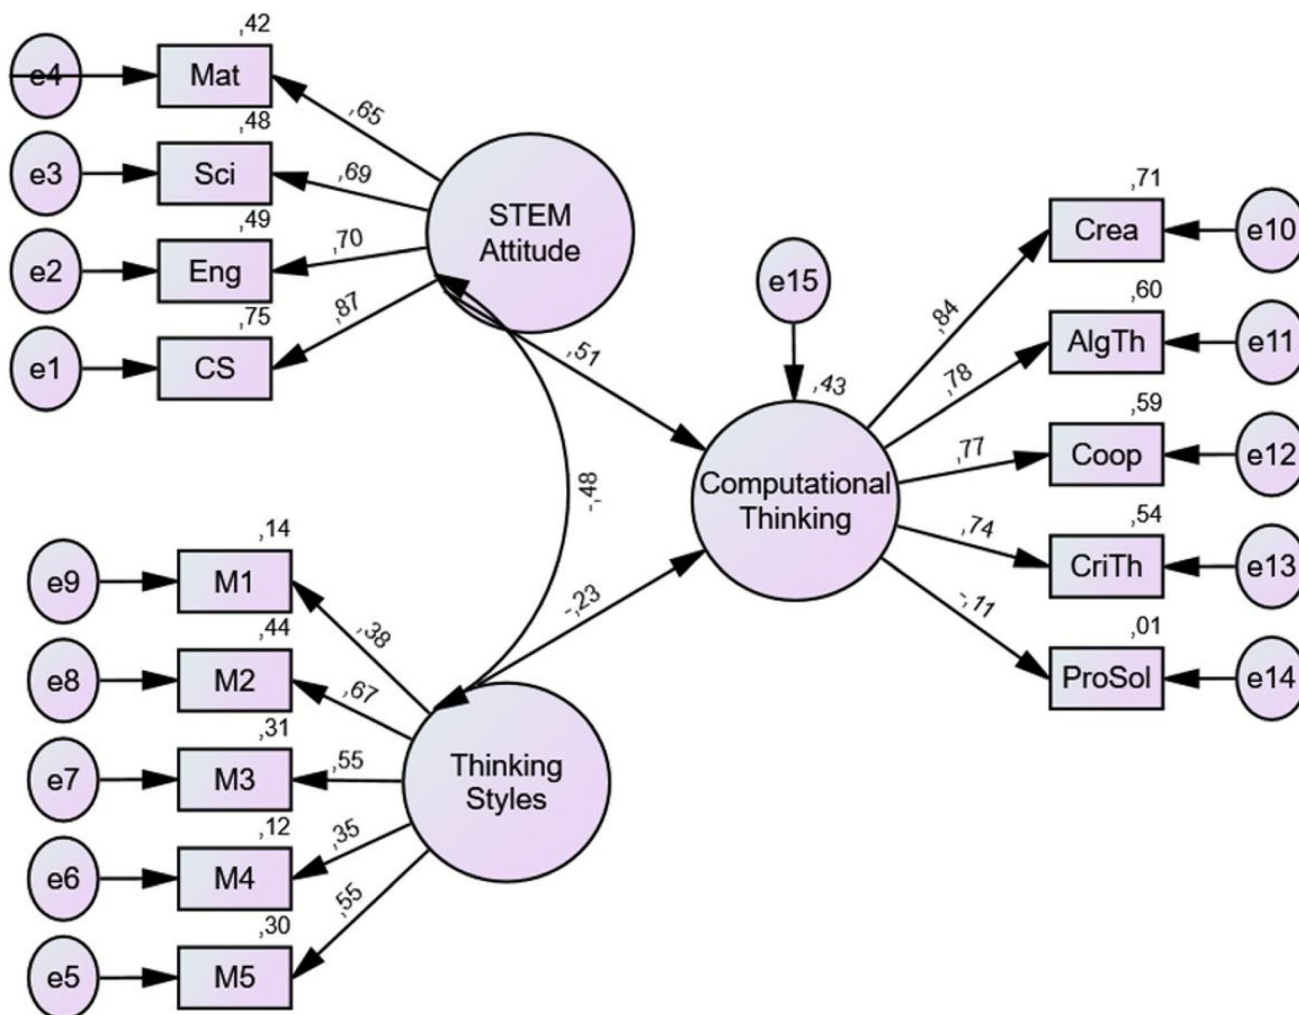 ,42
e4
Mat
,65
,48
e3
Sci
,69
,49
e2
Eng
,70
,75
e1
CS
,87
STEM
Attitude
,51
-,48
e15
,43
Computational
Thinking
,71
Crea
e10
,84
,60
AlgTh
e11
,78
,59
Coop
e12
,77
,54
CriTh
e13
,74
,01
ProSol
e14
-,11
-,23
,14
e9
M1
,38
,44
e8
M2
,67
,31
e7
M3
,55
,12
e6
M4
,35
,30
e5
M5
,55
Thinking
Styles